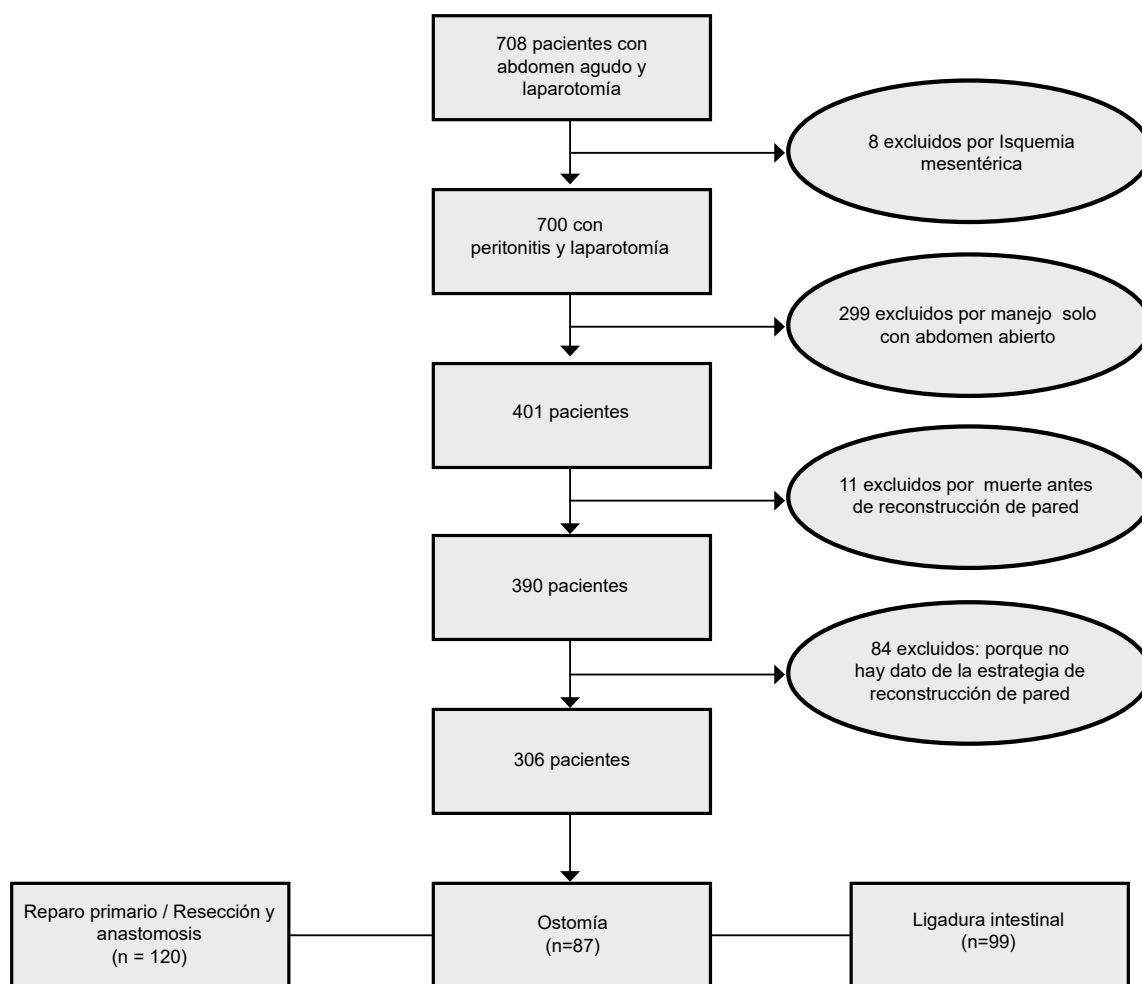 708 pacientes con
abdomen agudo y
laparotomía
8 excluidos por Isquemia
mesentérica
700 con
peritonitis y laparotomía
299 excluidos por manejo solo
con abdomen abierto
401 pacientes
11 excluidos por muerte antes
de reconstrucción de pared
390 pacientes
84 excluidos: porque no
hay dato de la estrategia de
reconstrucción de pared
306 pacientes
Reparo primario / Resección y
anastomosis
(n = 120)
Ostomía
(n=87)
Ligadura intestinal
(n=99)